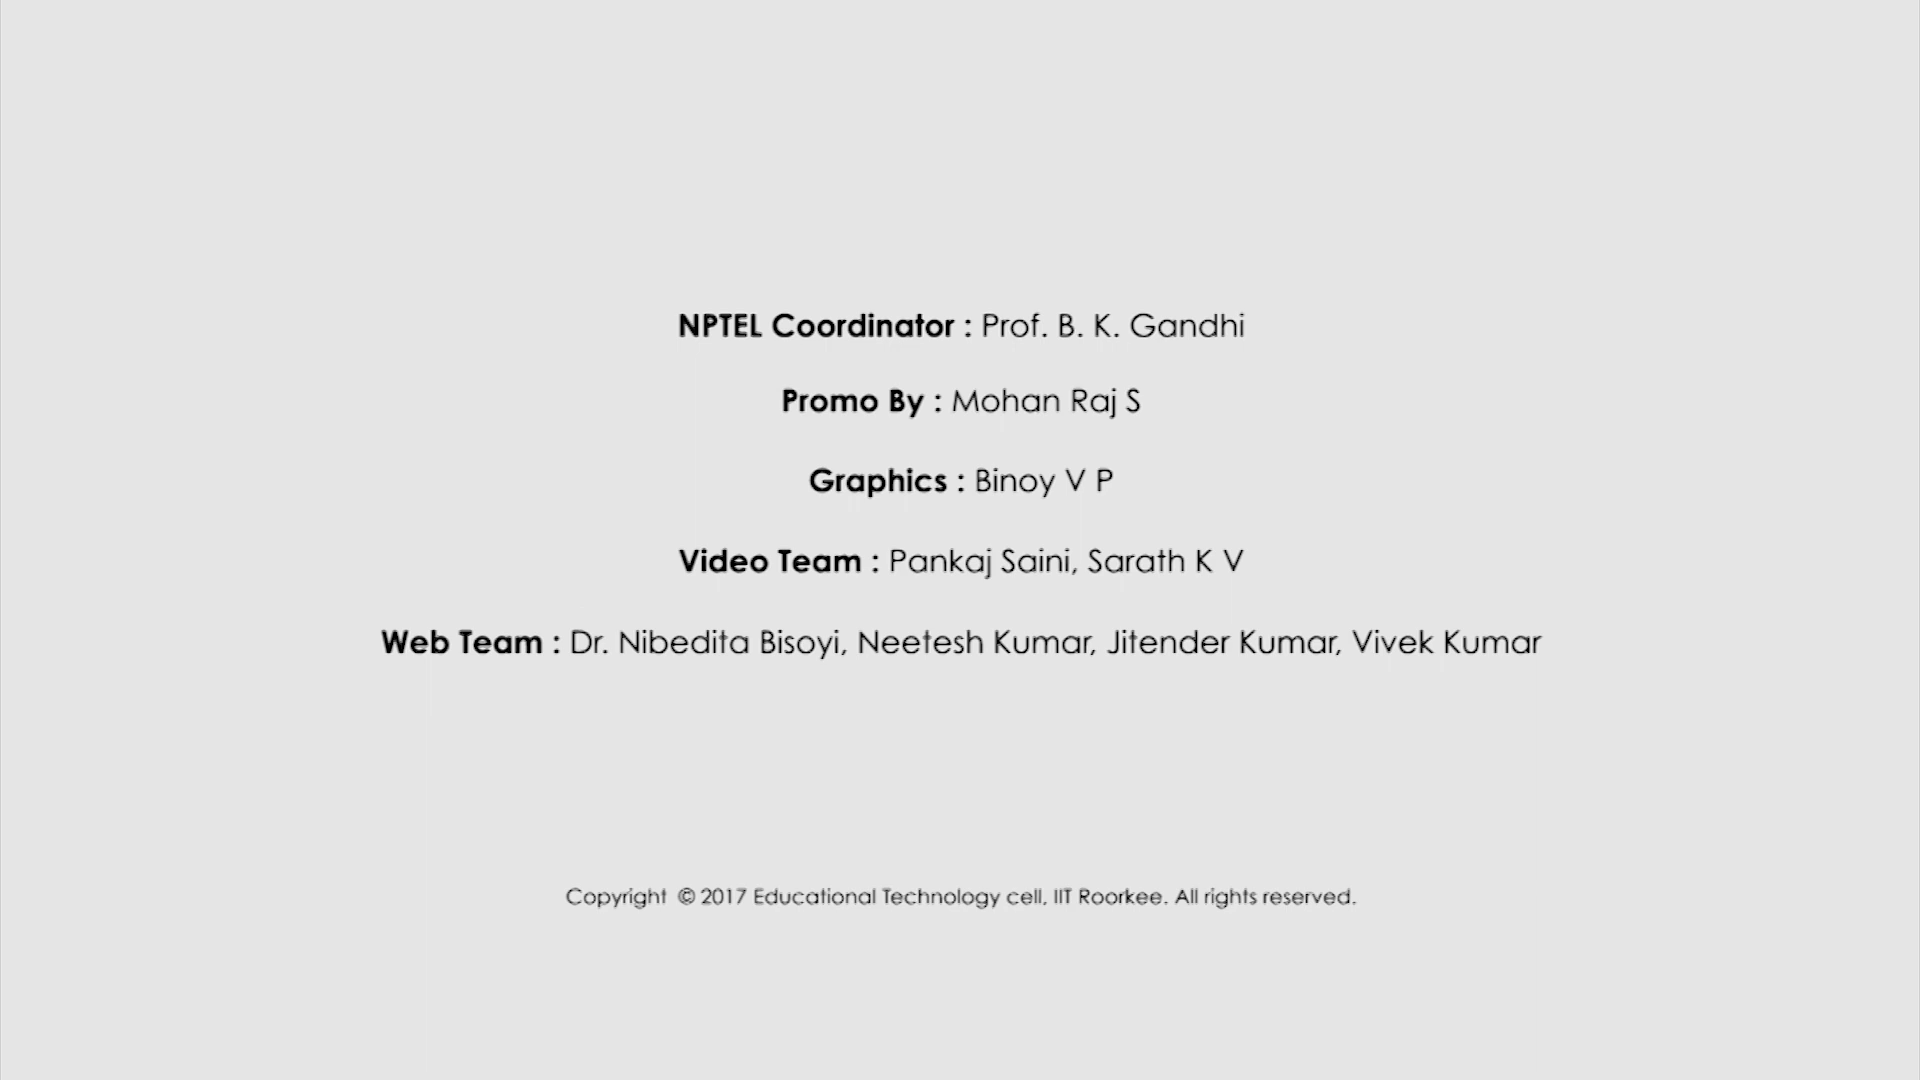 NPTEL Coordinator : Prof. B. K. Gandhi
Promo By : Mohan Raj S
Graphics : Binoy V P
Video Team : Pankaj Saini, Sarath K V
Web Team : Dr. Nibedita Bisoyi, Neetesh Kumar, Jitender Kumar, Vivek Kumar
Copyright © 2017 Educational Technology cell, IIT Roorkee. All rights reserved.